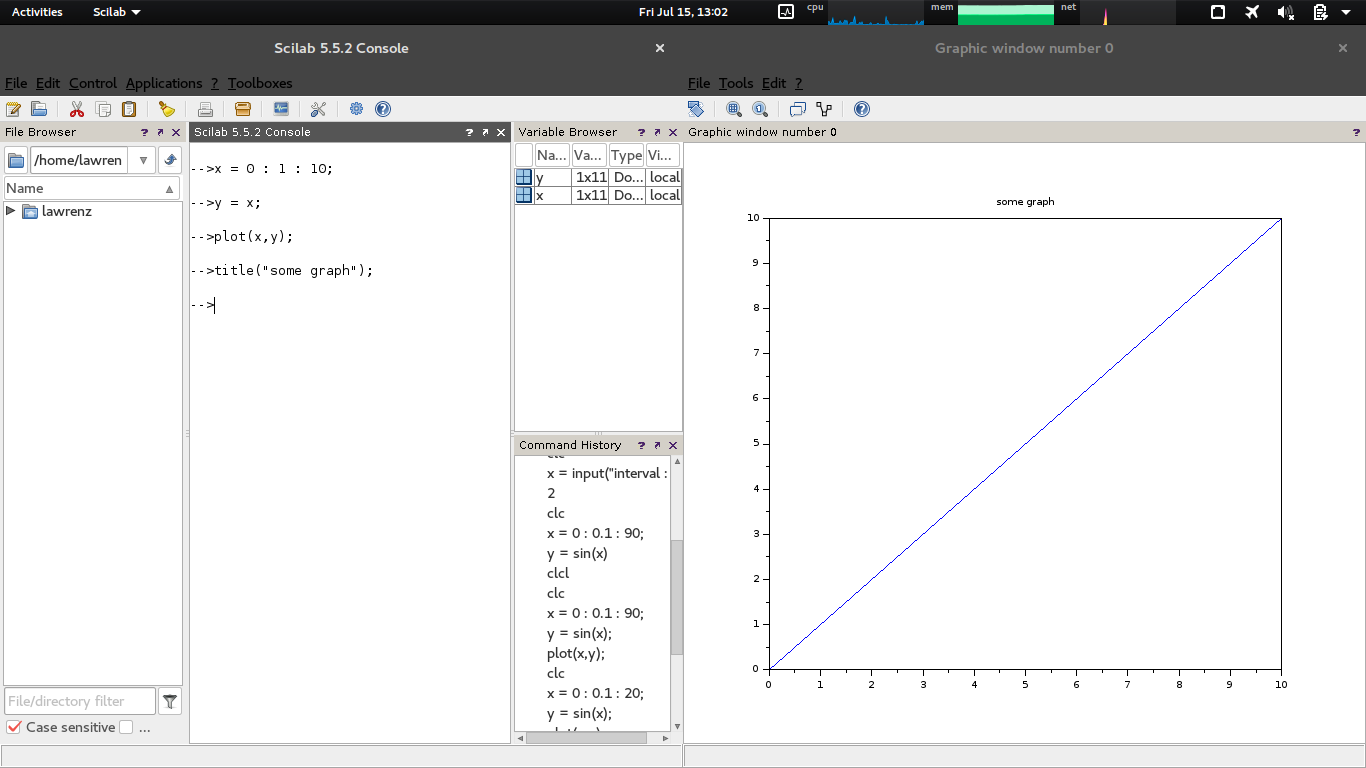 Activities Scilab Fri Jul 15, 13:02 cpu mem net
Scilab 5.5.2 Console
Graphic window number 0
File Edit Control Applications ? Toolboxes
File Tools Edit ?
File Browser
/home/lawren
Name
lawrenz
File/directory filter
Case sensitive ...
Scilab 5.5.2 Console
-->x = 0 : 1 : 10;
-->y = x;
-->plot(x,y);
-->title("some graph");
-->
Variable Browser
Na... Va... Type Vi...
y 1x11 Do... local
x 1x11 Do... local
Command History
clc
x = input("interval :
2
clc
x = 0 : 0.1 : 90;
y = sin(x)
clcl
clc
x = 0 : 0.1 : 90;
y = sin(x);
plot(x,y);
clc
x = 0 : 0.1 : 20;
y = sin(x);
Graphic window number 0
some graph
10
9
8
7
6
5
4
3
2
1
0
0 1 2 3 4 5 6 7 8 9 10